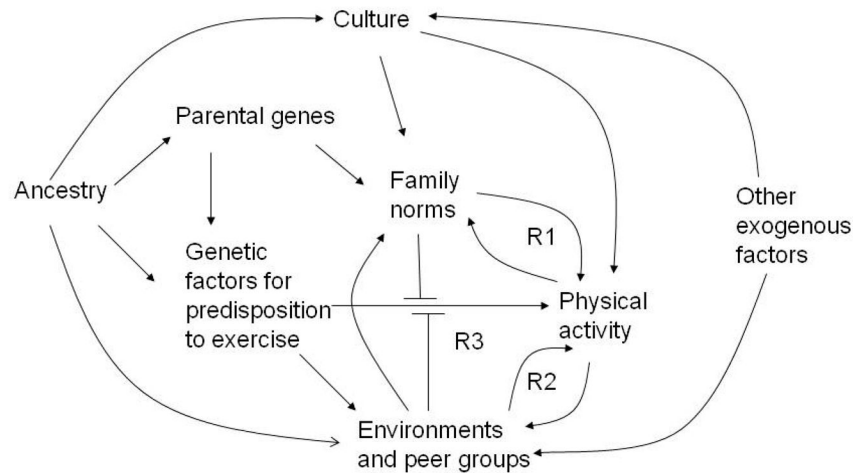 Culture
Parental genes
Ancestry
Family
norms
Other
exogenous
factors
R1
Genetic
factors for
predisposition
to exercise
Physical
activity
R3
R2
Environments
and peer groups